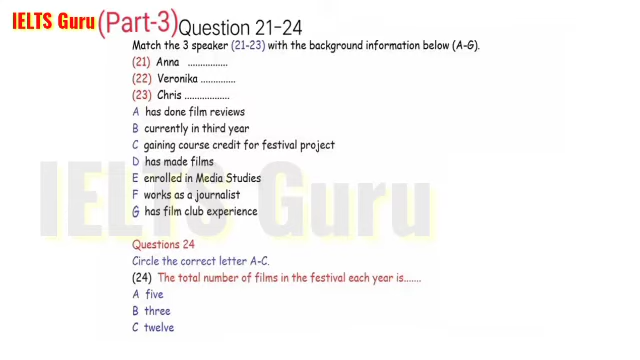 IELTS Guru(Part-3)Question 21-24
Match the 3 speaker (21-23) with the background information below (A-G).
(21) Anna ................
(22) Veronika ..............
(23) Chris ..................
A has done film reviews
B currently in third year
C gaining course credit for festival project
D has made films
E enrolled in Media Studies
F works as a journalist
G has film club experience
IELTS Guru
Questions 24
Circle the correct letter A-C.
(24) The total number of films in the festival each year is.......
A five
B three
C twelve